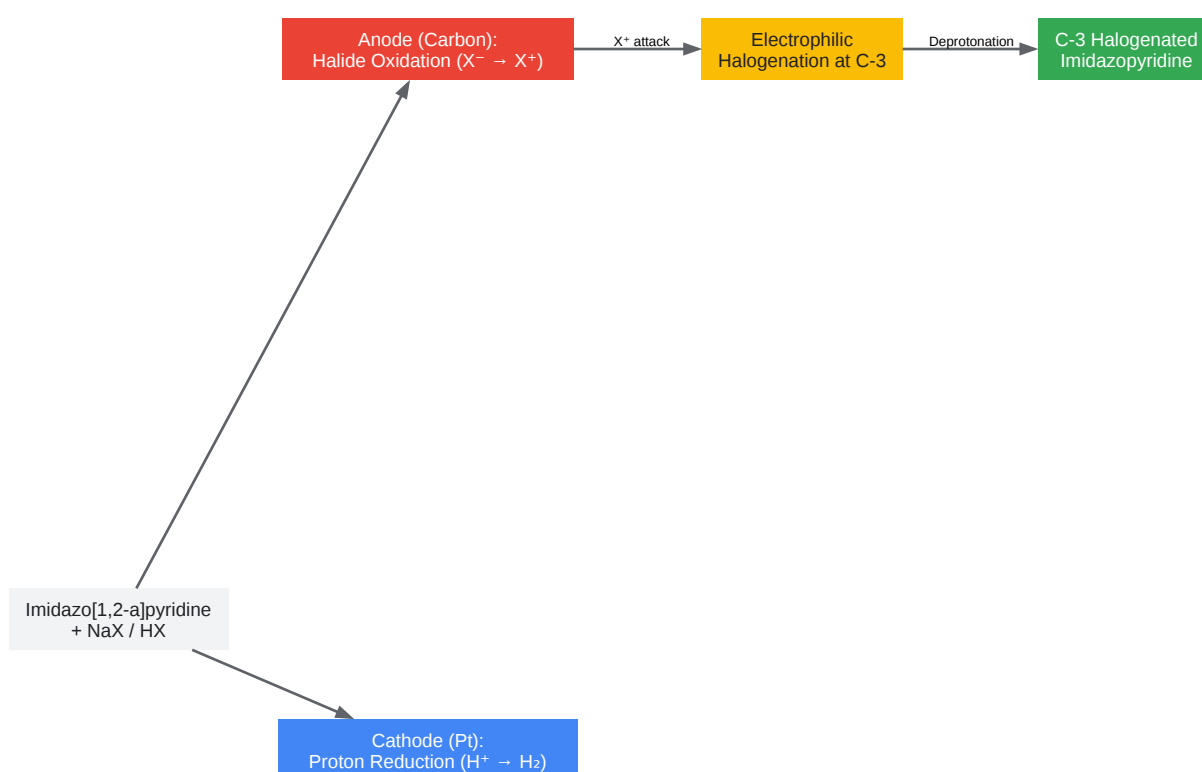 Anode (Carbon):
Halide Oxidation (X⁻ → X⁺)
X⁺ attack
Electrophilic
Halogenation at C-3
Deprotonation
C-3 Halogenated
Imidazopyridine
Imidazo[1,2-a]pyridine
+ NaX / HX
Cathode (Pt):
Proton Reduction (H⁺ → H₂)